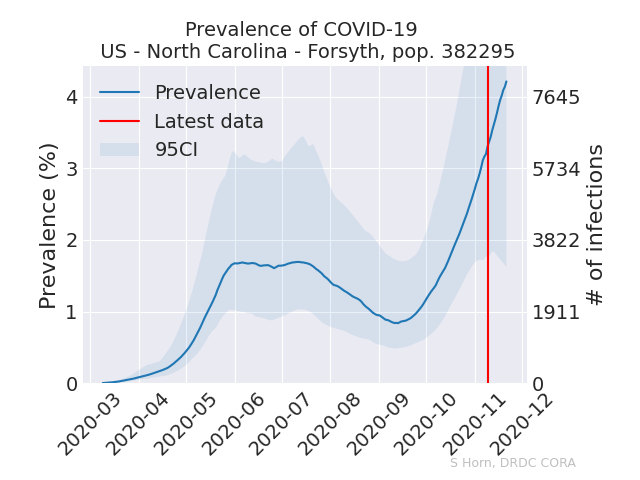 Prevalence of COVID-19
US - North Carolina - Forsyth, pop. 382295
Prevalence
Latest data
95CI
Prevalence (%)
4
3
2
1
0
7645
5734
3822
1911
0
# of infections
2020-03
2020-04
2020-05
2020-06
2020-07
2020-08
2020-09
2020-10
2020-11
2020-12
S Horn, DRDC CORA